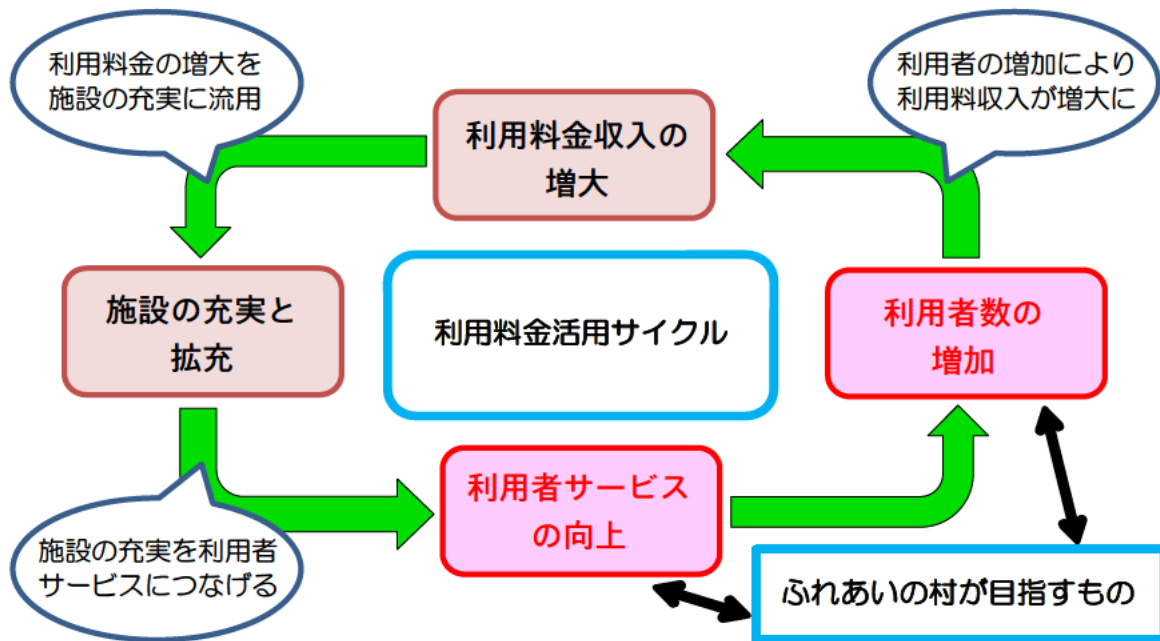 利用料金の増大を
施設の充実に流用
利用者の増加により
利用料収入が増大に
利用料金収入の
増大
施設の充実と
拡充
利用料金活用サイクル
利用者数の
増加
利用者サービス
の向上
施設の充実を利用者
サービスにつなげる
ふれあいの村が目指すもの